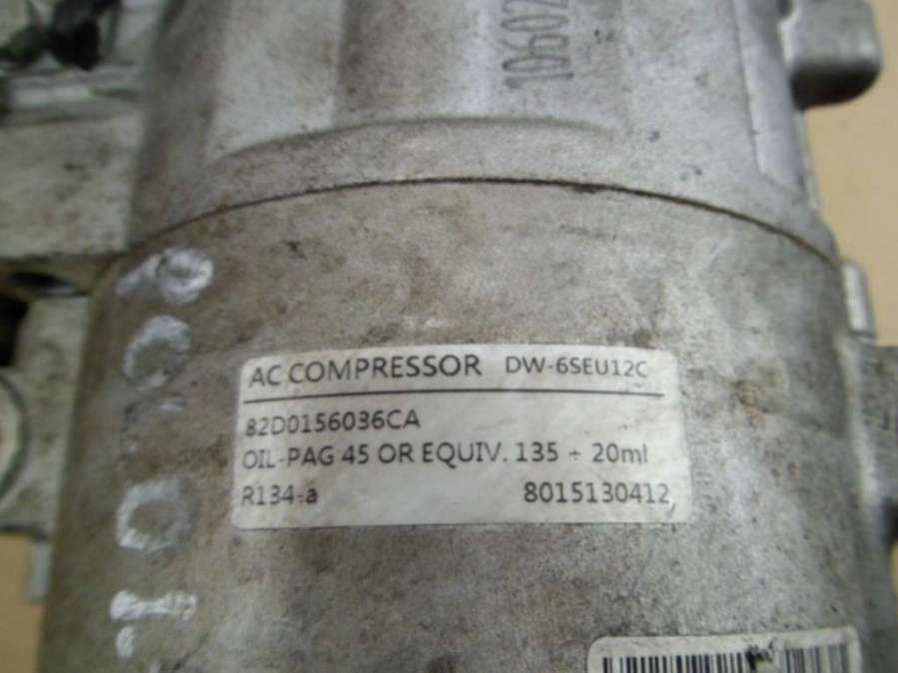 AC COMPRESSOR DW-6SEU12C
82D0156036CA
OIL-PAG 45 OR EQUIV. 135 ÷ 20ml
R134-a 8015130412